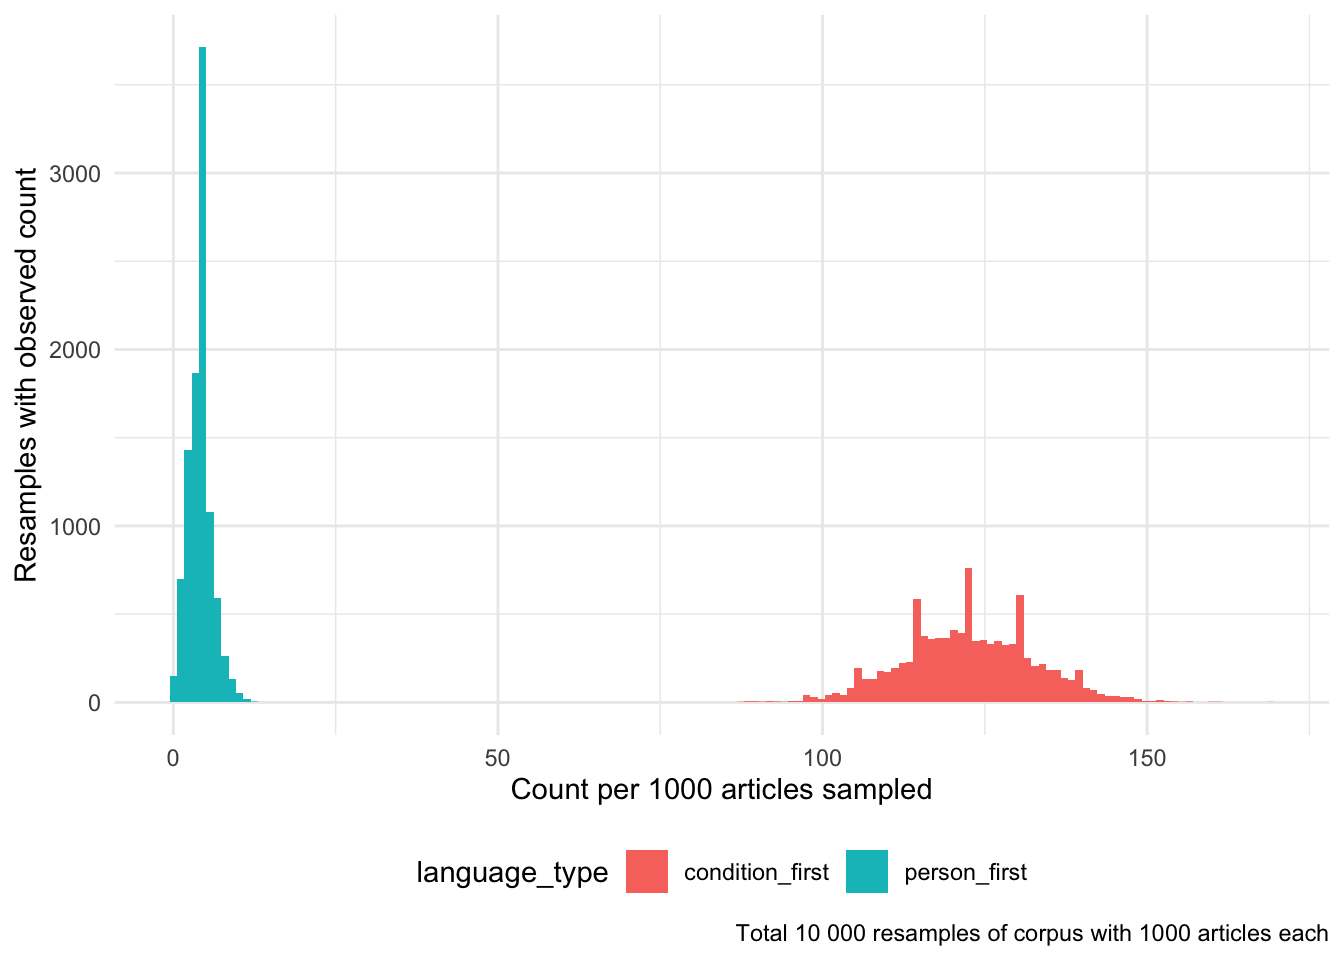 Resamples with observed count
3000
2000
1000
0
0 50 100 150
Count per 1000 articles sampled
language_type condition_first person_first
Total 10 000 resamples of corpus with 1000 articles each